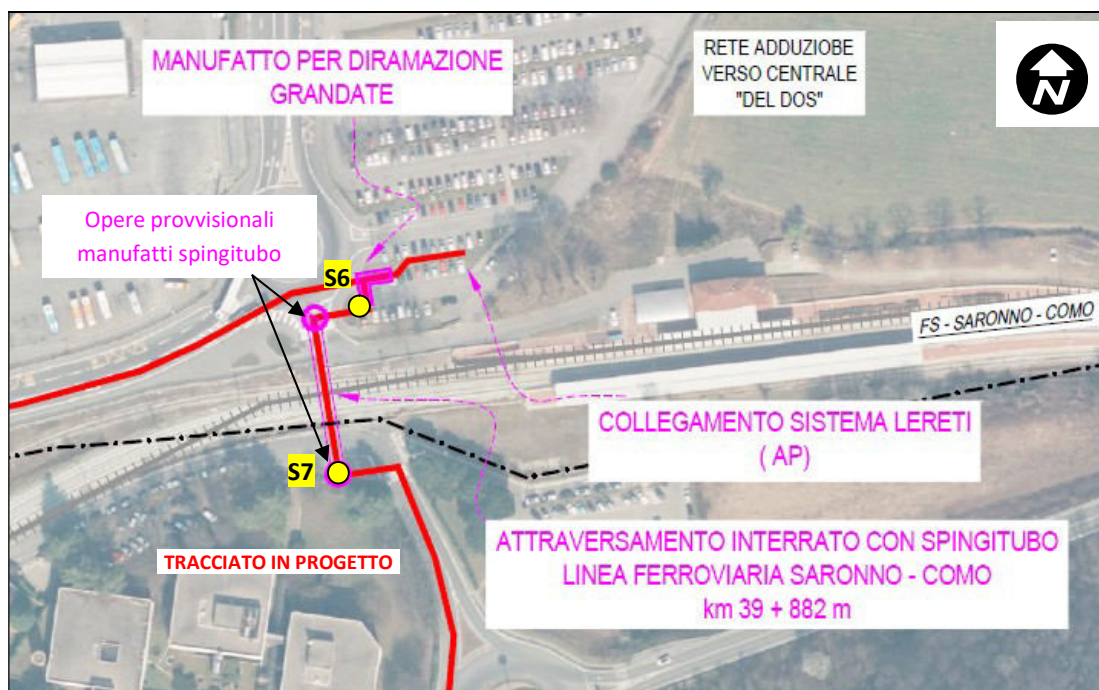 MANUFATTO PER DIRAMAZIONE
GRANDATE
RETE ADDUZIOBE
VERSO CENTRALE
"DEL DOS"
N
Opere provvisionali
manufatti spingitubo
S6
FS - SARONNO - COMO
COLLEGAMENTO SISTEMA LERETI
( AP)
S7
ATTRAVERSAMENTO INTERRATO CON SPINGITUBO
LINEA FERROVIARIA SARONNO - COMO
km 39 + 882 m
TRACCIATO IN PROGETTO